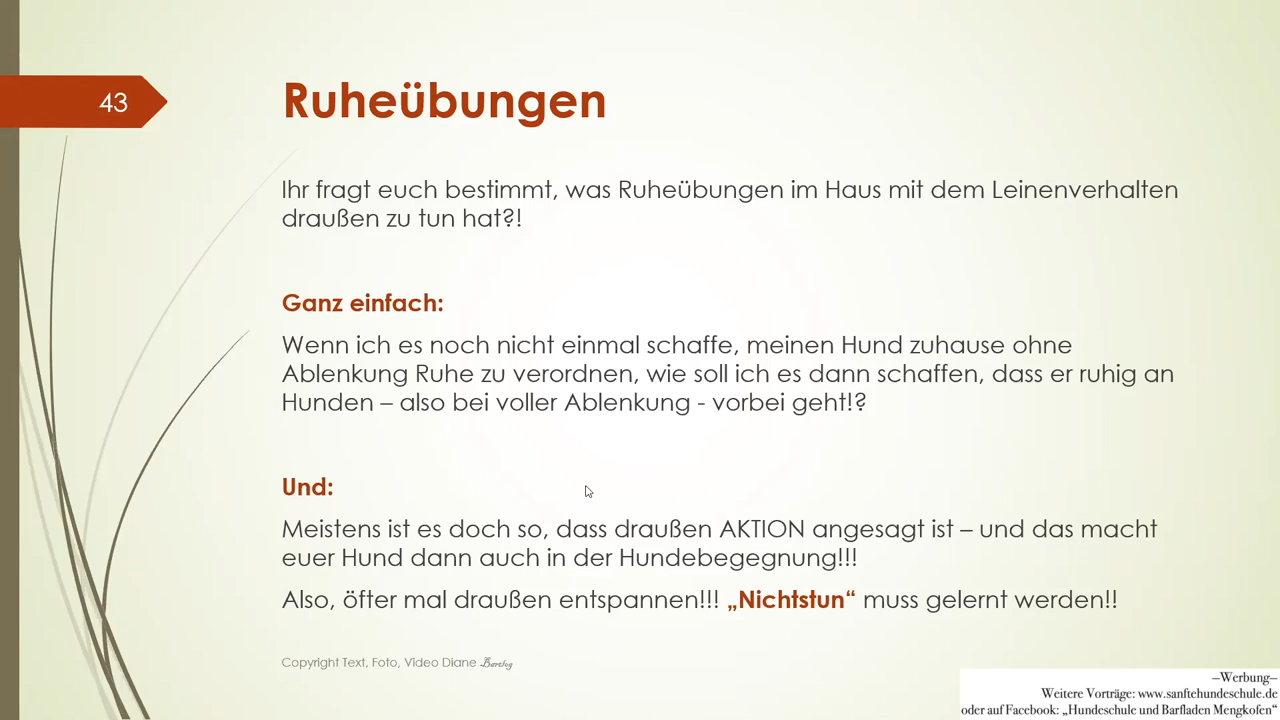 43
Ruheübungen
Ihr fragt euch bestimmt, was Ruheübungen im Haus mit dem Leinenverhalten
draußen zu tun hat?!
Ganz einfach:
Wenn ich es noch nicht einmal schaffe, meinen Hund zuhause ohne
Ablenkung Ruhe zu verordnen, wie soll ich es dann schaffen, dass er ruhig an
Hunden – also bei voller Ablenkung - vorbei geht!?
Und:
Meistens ist es doch so, dass draußen AKTION angesagt ist – und das macht
euer Hund dann auch in der Hundebegegnung!!!
Also, öfter mal draußen entspannen!!! „Nichtstun“ muss gelernt werden!!
Copyright Text, Foto, Video Diane Bartlog
—Werbung—
Weitere Vorträge: www.sanftehundeschule.de
oder auf Facebook: „Hundeschule und Barfladen Mengkofen“